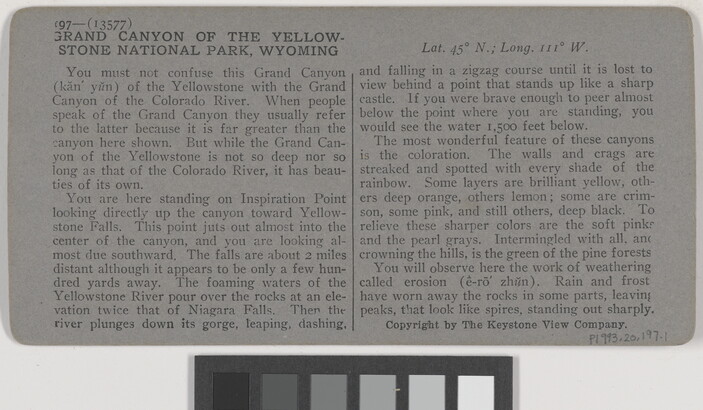 97—(13577)
GRAND CANYON OF THE YELLOW-
STONE NATIONAL PARK, WYOMING
You must not confuse this Grand Canyon
(kăn' yŭn) of the Yellowstone with the Grand
Canyon of the Colorado River. When people
speak of the Grand Canyon they usually refer
to the latter because it is far greater than the
canyon here shown. But while the Grand Can-
yon of the Yellowstone is not so deep nor so
long as that of the Colorado River, it has beau-
ties of its own.
You are here standing on Inspiration Point
looking directly up the canyon toward Yellow-
stone Falls. This point juts out almost into the
center of the canyon, and you are looking al-
most due southward. The falls are about 2 miles
distant although it appears to be only a few hun-
dred yards away. The foaming waters of the
Yellowstone River pour over the rocks at an ele-
vation twice that of Niagara Falls. Then the
river plunges down its gorge, leaping, dashing,
Lat. 45° N.; Long. 111° W.
and falling in a zigzag course until it is lost to
view behind a point that stands up like a sharp
castle. If you were brave enough to peer almost
below the point where you are standing, you
would see the water 1,500 feet below.
The most wonderful feature of these canyons
is the coloration. The walls and crags are
streaked and spotted with every shade of the
rainbow. Some layers are brilliant yellow, oth-
ers deep orange, others lemon; some are crim-
son, some pink, and still others, deep black. To
relieve these sharper colors are the soft pinks
and the pearl grays. Intermingled with all, and
crowning the hills, is the green of the pine forests
You will observe here the work of weathering
called erosion (ê-rō' zhŭn). Rain and frost
have worn away the rocks in some parts, leaving
peaks, that look like spires, standing out sharply.
Copyright by The Keystone View Company.
P1993.20.197.1